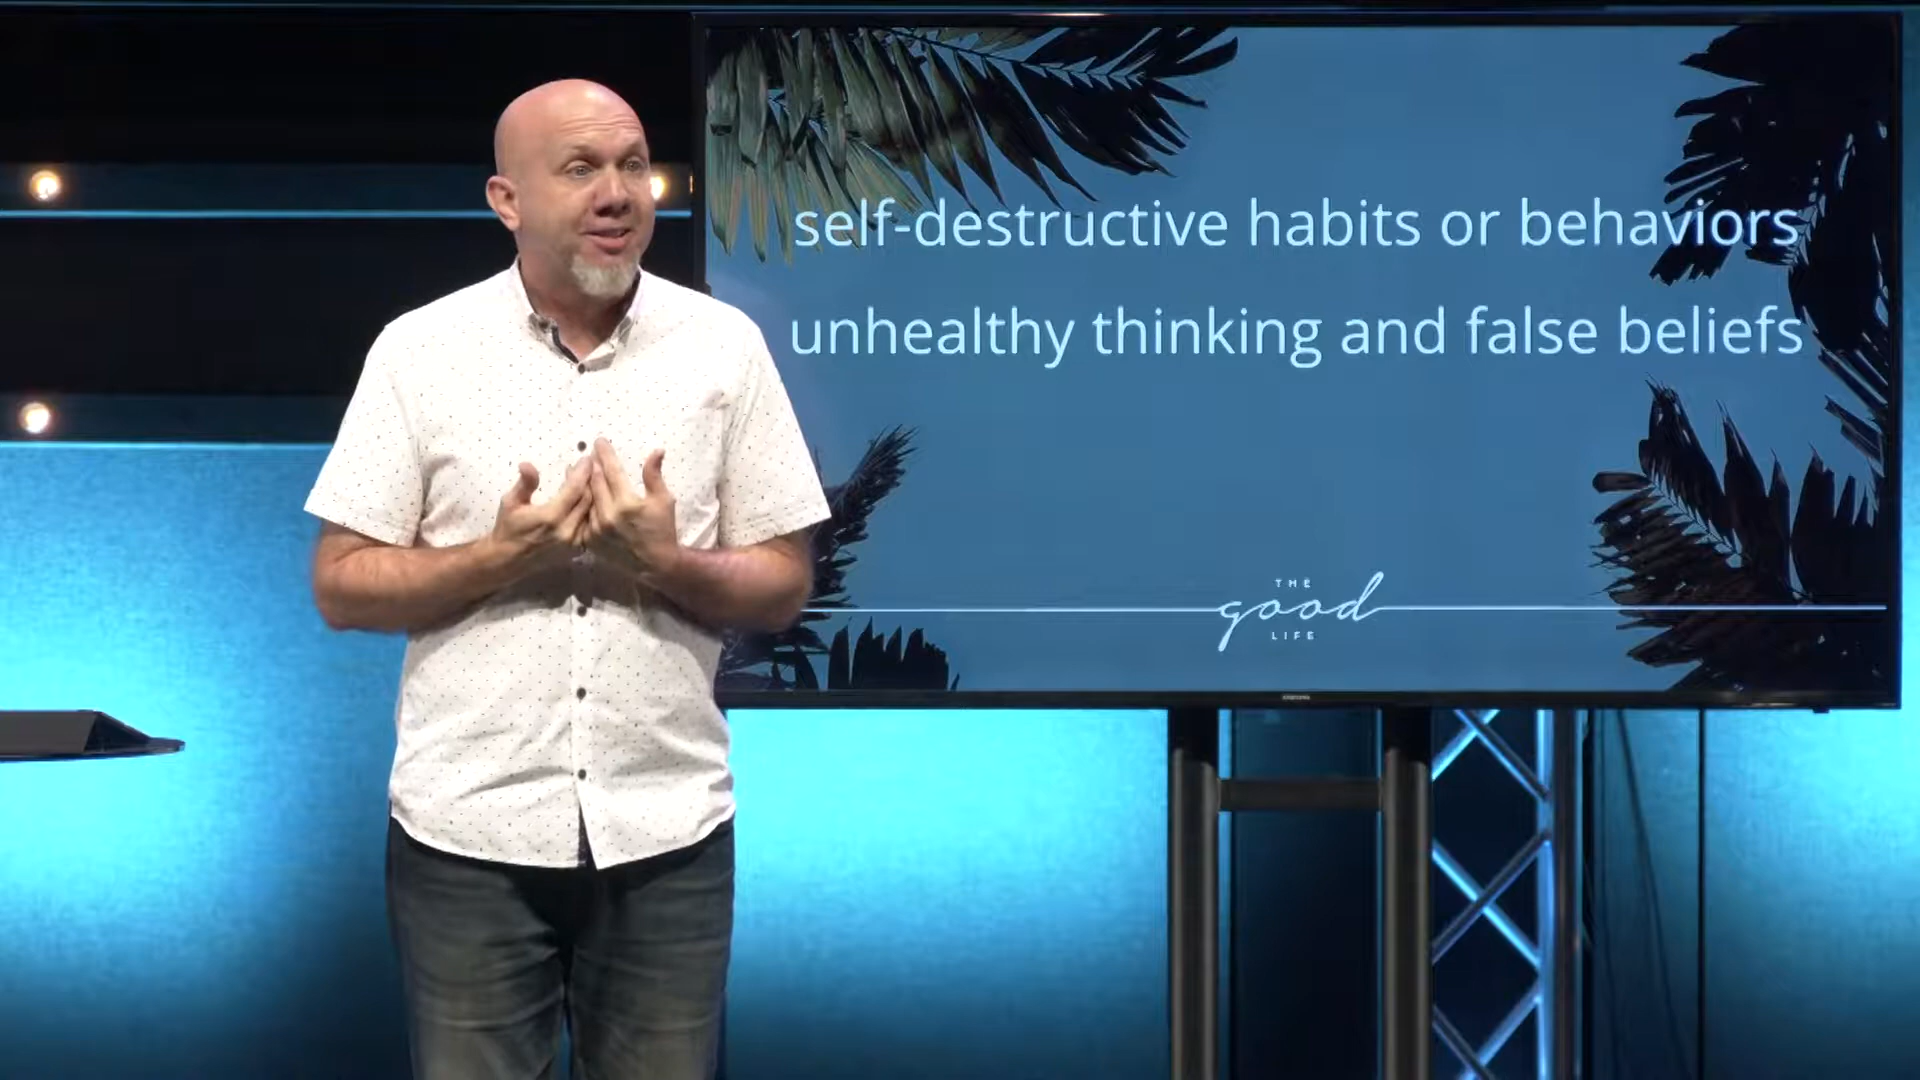 self-destructive habits or behaviors
unhealthy thinking and false beliefs
THE
good
LIFE